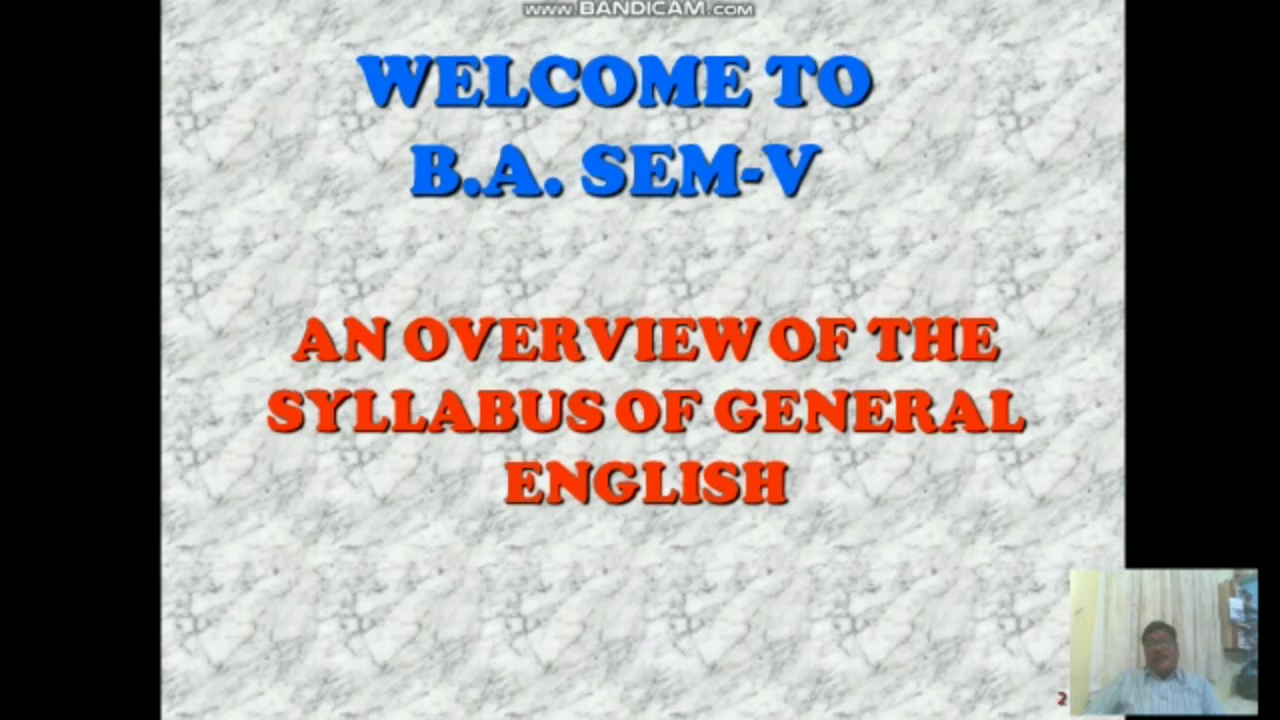 www.BANDICAM.com
WELCOME TO
B.A. SEM-V
AN OVERVIEW OF THE
SYLLABUS OF GENERAL
ENGLISH
2